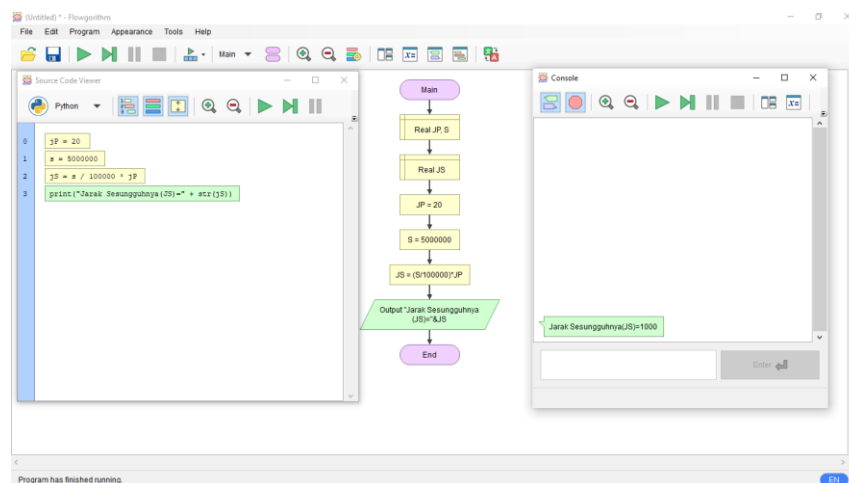 (Untitled) * - Flowgorithm
File Edit Program Appearance Tools Help
Main
Source Code Viewer
Python
0 jP = 20
1 s = 5000000
2 jS = s / 100000 * jP
3 print("Jarak Sesungguhnya(JS)=" + str(jS))
Main
Real JP, S
Real JS
JP = 20
S = 5000000
JS = (S/100000)*JP
Output "Jarak Sesungguhnya
(JS)="&JS
End
Console
x=
Jarak Sesungguhnya(JS)=1000
Enter
Program has finished running.
EN